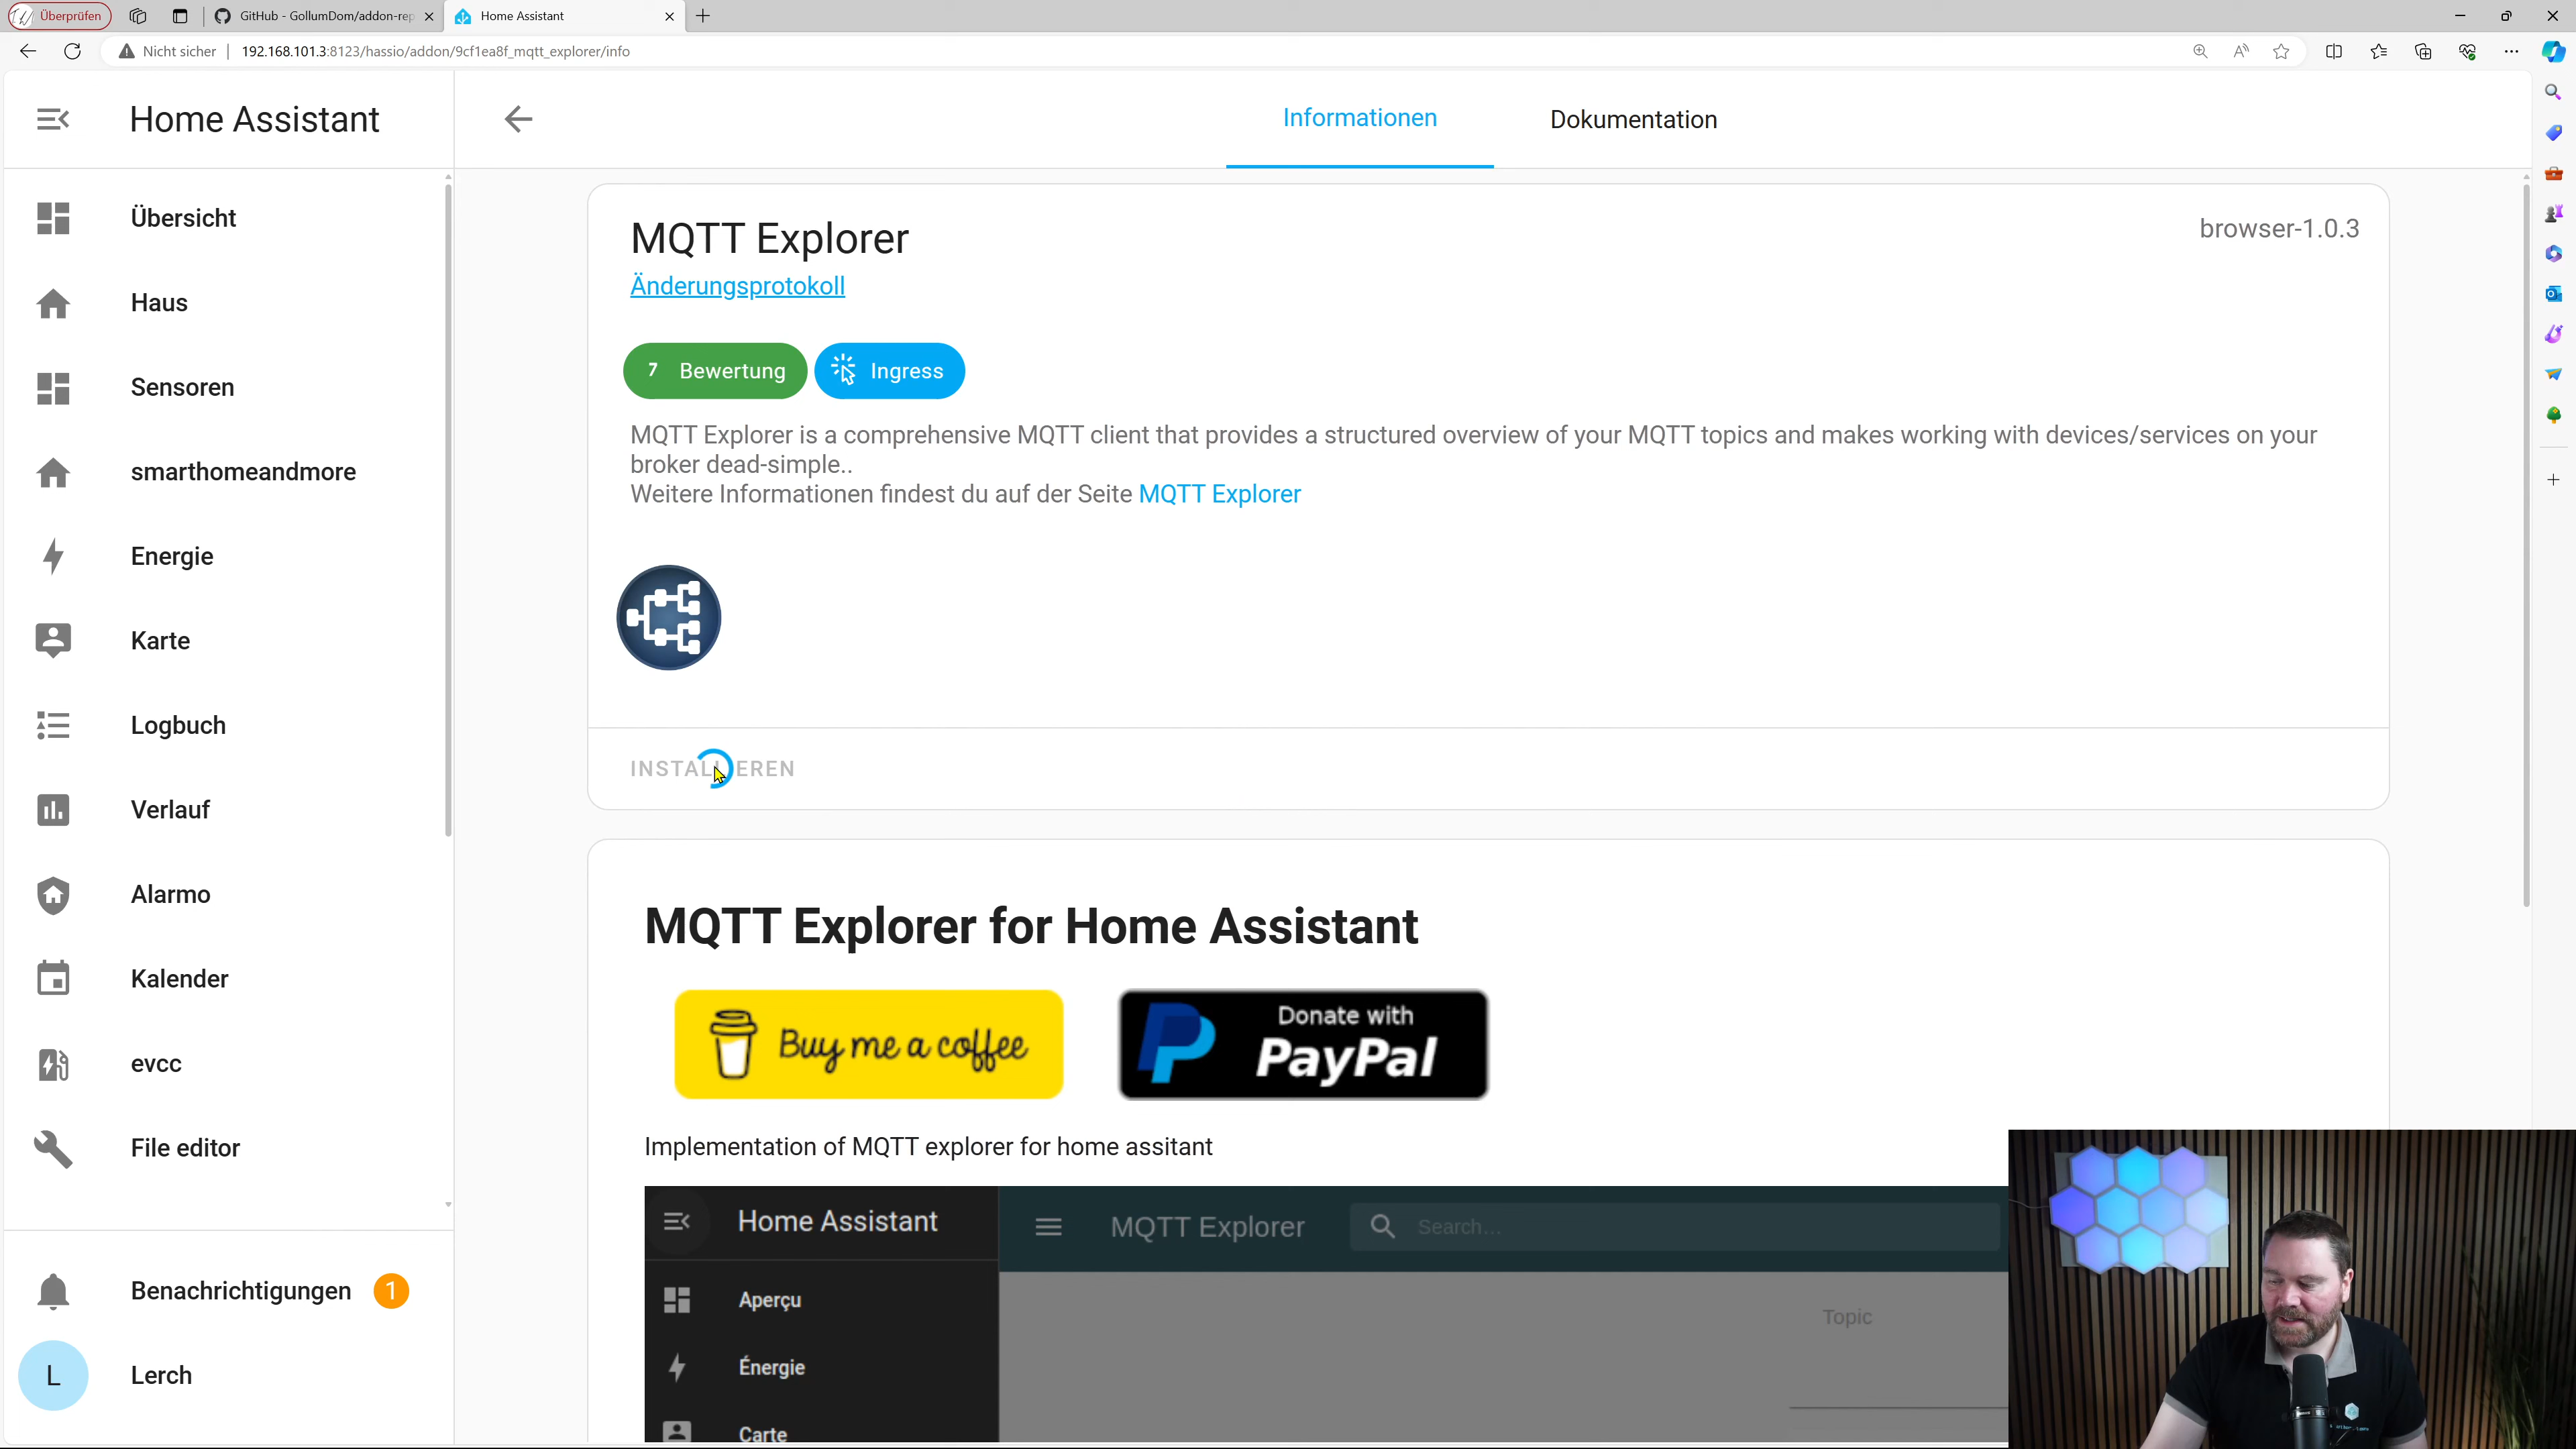 Überprüfen
GitHub - GollumDom/addon-rep
Home Assistant
Nicht sicher
192.168.101.3:8123/hassio/addon/9cf1ea8f_mqtt_explorer/info
Home Assistant
Übersicht
Haus
Sensoren
smarthomeandmore
Energie
Karte
Logbuch
Verlauf
Alarmo
Kalender
evcc
File editor
Benachrichtigungen 1
L Lerch
Informationen
Dokumentation
MQTT Explorer
browser-1.0.3
Änderungsprotokoll
7 Bewertung
Ingress
MQTT Explorer is a comprehensive MQTT client that provides a structured overview of your MQTT topics and makes working with devices/services on your
broker dead-simple..
Weitere Informationen findest du auf der Seite MQTT Explorer
INSTALLIEREN
MQTT Explorer for Home Assistant
Buy me a coffee
Donate with
PayPal
Implementation of MQTT explorer for home assitant
Home Assistant
MQTT Explorer
Search...
Aperçu
Topic
Énergie
Carte